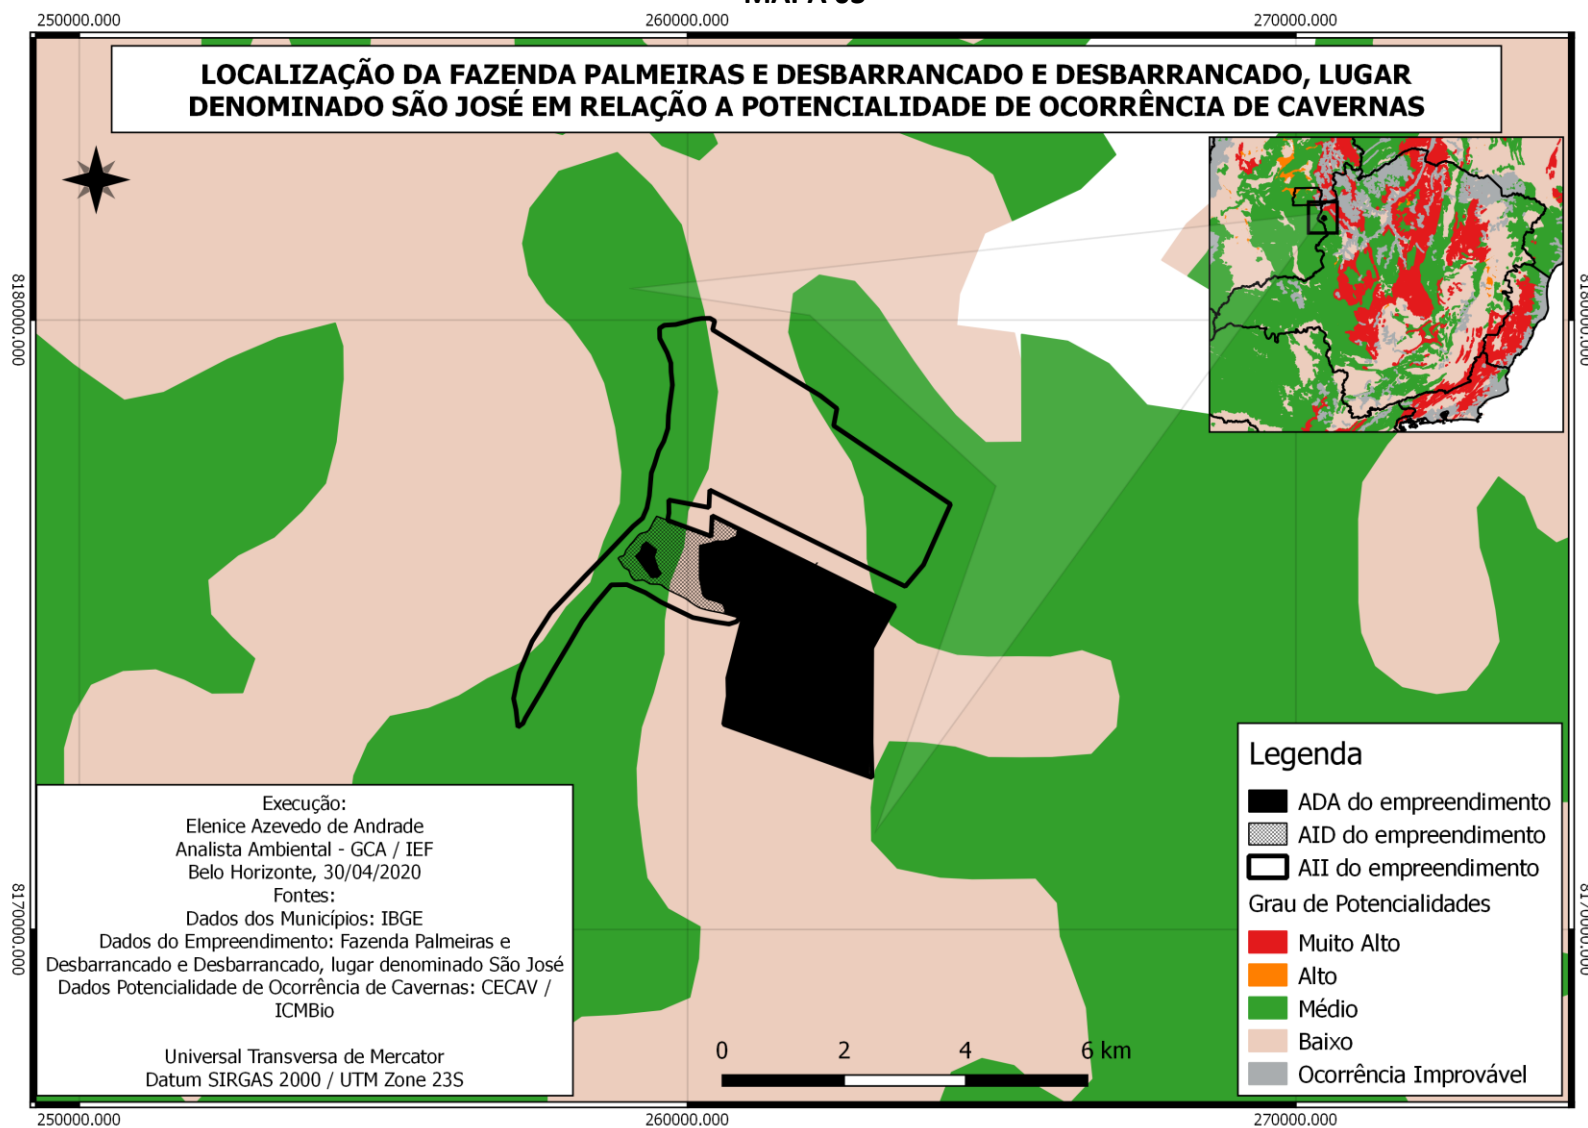 250000.000
260000.000
270000.000
LOCALIZAÇÃO DA FAZENDA PALMEIRAS E DESBARRANCADO E DESBARRANCADO, LUGAR
DENOMINADO SÃO JOSÉ EM RELAÇÃO A POTENCIALIDADE DE OCORRÊNCIA DE CAVERNAS
8180000.000
8180000.000
8170000.000
8170000.000
Execução:
Elenice Azevedo de Andrade
Analista Ambiental - GCA / IEF
Belo Horizonte, 30/04/2020
Fontes:
Dados dos Municípios: IBGE
Dados do Empreendimento: Fazenda Palmeiras e
Desbarrancado e Desbarrancado, lugar denominado São José
Dados Potencialidade de Ocorrência de Cavernas: CECAV /
ICMBio
Universal Transversa de Mercator
Datum SIRGAS 2000 / UTM Zone 23S
0 2 4 6 km
Legenda
ADA do empreendimento
AID do empreendimento
AII do empreendimento
Grau de Potencialidades
Muito Alto
Alto
Médio
Baixo
Ocorrência Improvável
250000.000
260000.000
270000.000